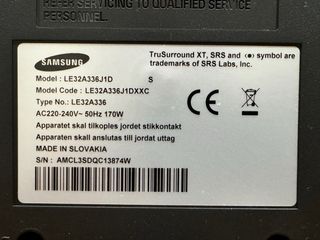 REFER SERVICING TO QUALIFIED SERVICE
PERSONNEL.
SAMSUNG
TruSurround XT, SRS and (●) symbol are
trademarks of SRS Labs, Inc.
Model : LE32A336J1D S
Model Code : LE32A336J1DXXC
Type No.: LE32A336
AC220-240V~ 50Hz 170W
CE
Apparatet skal tilkoples jordet stikkontakt
Apparaten skall anslutas till jordat uttag
MADE IN SLOVAKIA
S/N: AMCL3SDQC13874W